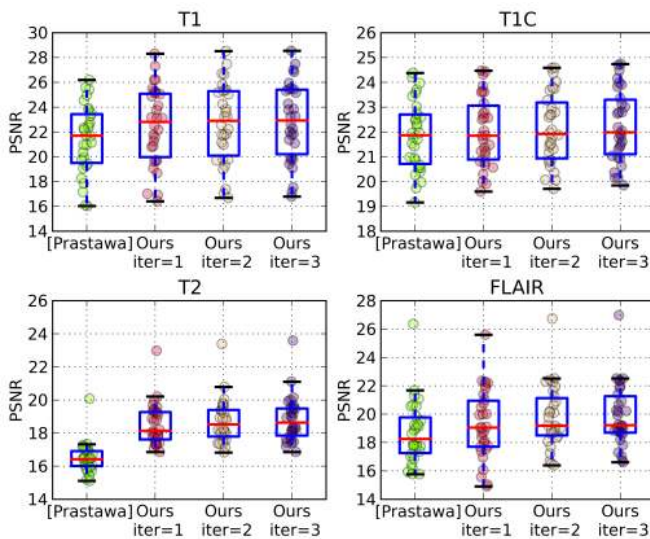 T1
30
28
26
24
22
20
18
16
14
PSNR
[Prastawa] Ours Ours Ours
iter=1 iter=2 iter=3
T1C
26
25
24
23
22
21
20
19
18
PSNR
[Prastawa] Ours Ours Ours
iter=1 iter=2 iter=3
T2
26
24
22
20
18
16
14
PSNR
[Prastawa] Ours Ours Ours
iter=1 iter=2 iter=3
FLAIR
28
26
24
22
20
18
16
14
PSNR
[Prastawa] Ours Ours Ours
iter=1 iter=2 iter=3